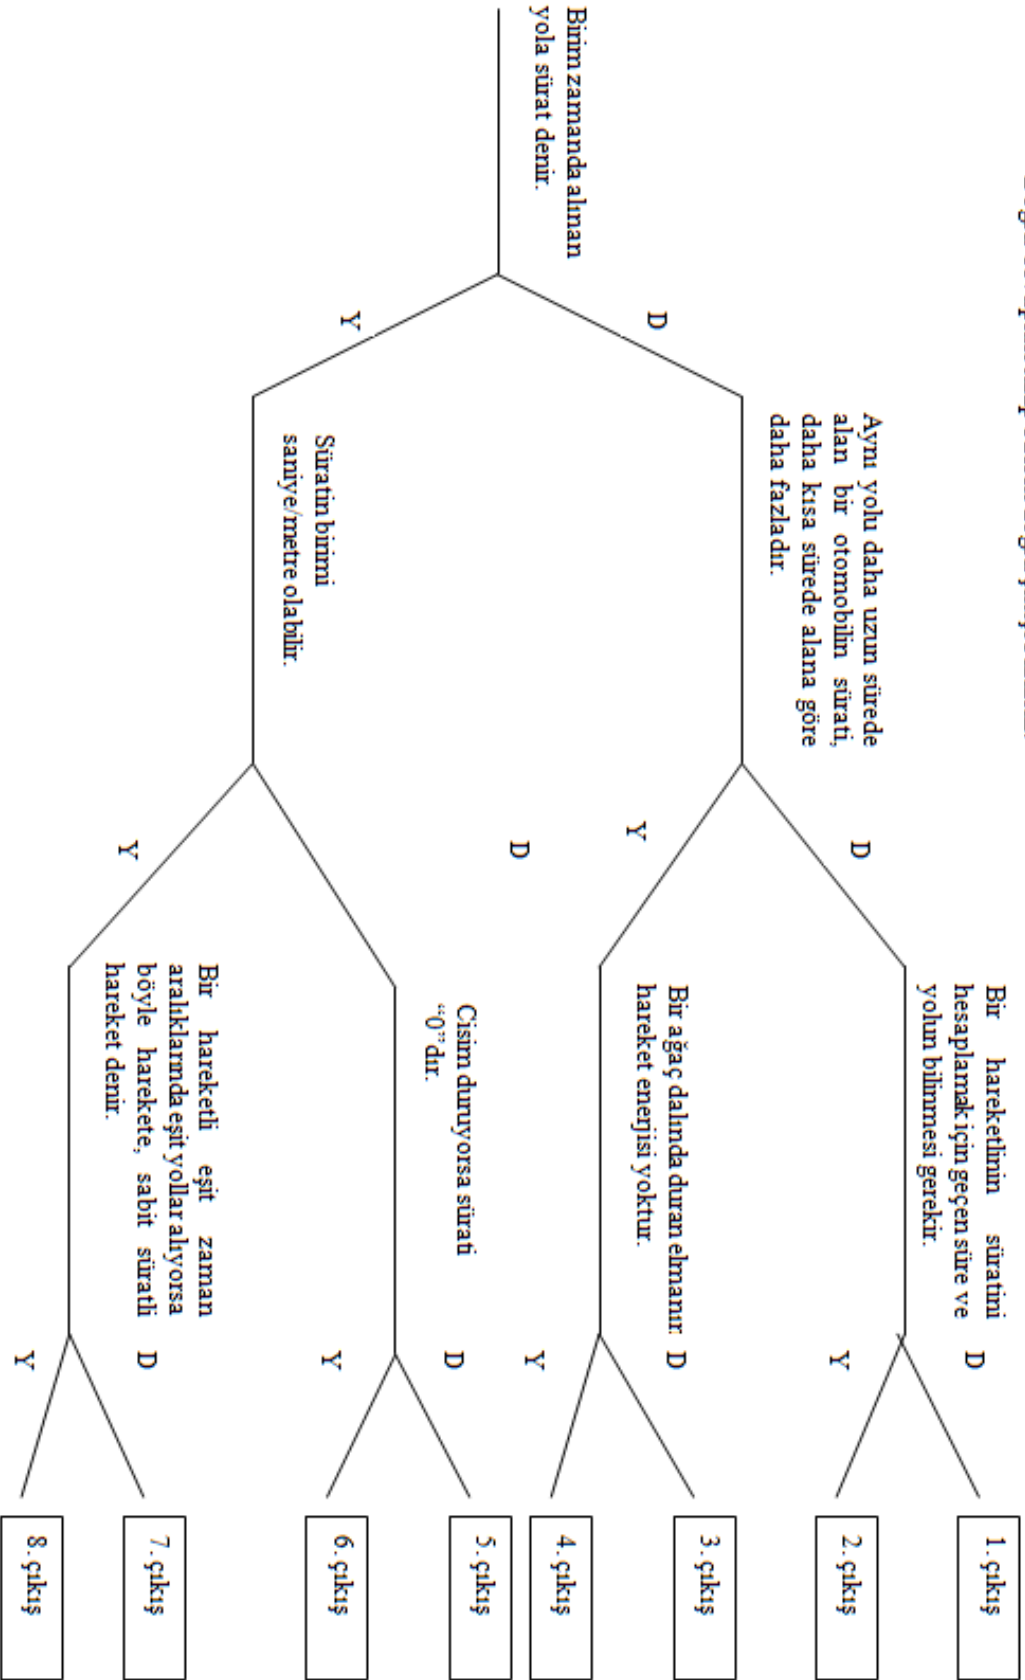 Birim zamanda alınan
yola sürat denir.
D
Y
Aynı yolu daha uzun sürede
alan bir otomobilin sürati,
daha kısa sürede alana göre
daha fazladır.
Süratin birimi
saniye/metre olabilir.
D
Y
D
Y
Bir hareketlinin süratini
hesaplamak için geçen süre ve
yolun bilinmesi gerekir.
Bir ağaç dalında duran elmanır
hareket enerjisi yoktur.
Cisim duruyorsa sürati
“0” dır.
Bir hareketli eşit zaman
aralıklarında eşit yollar alıyorsa
böyle harekete, sabit süratli
hareket denir.
D
Y
D
Y
D
Y
D
Y
1. çıkış
2. çıkış
3. çıkış
4. çıkış
5. çıkış
6. çıkış
7. çıkış
8. çıkış